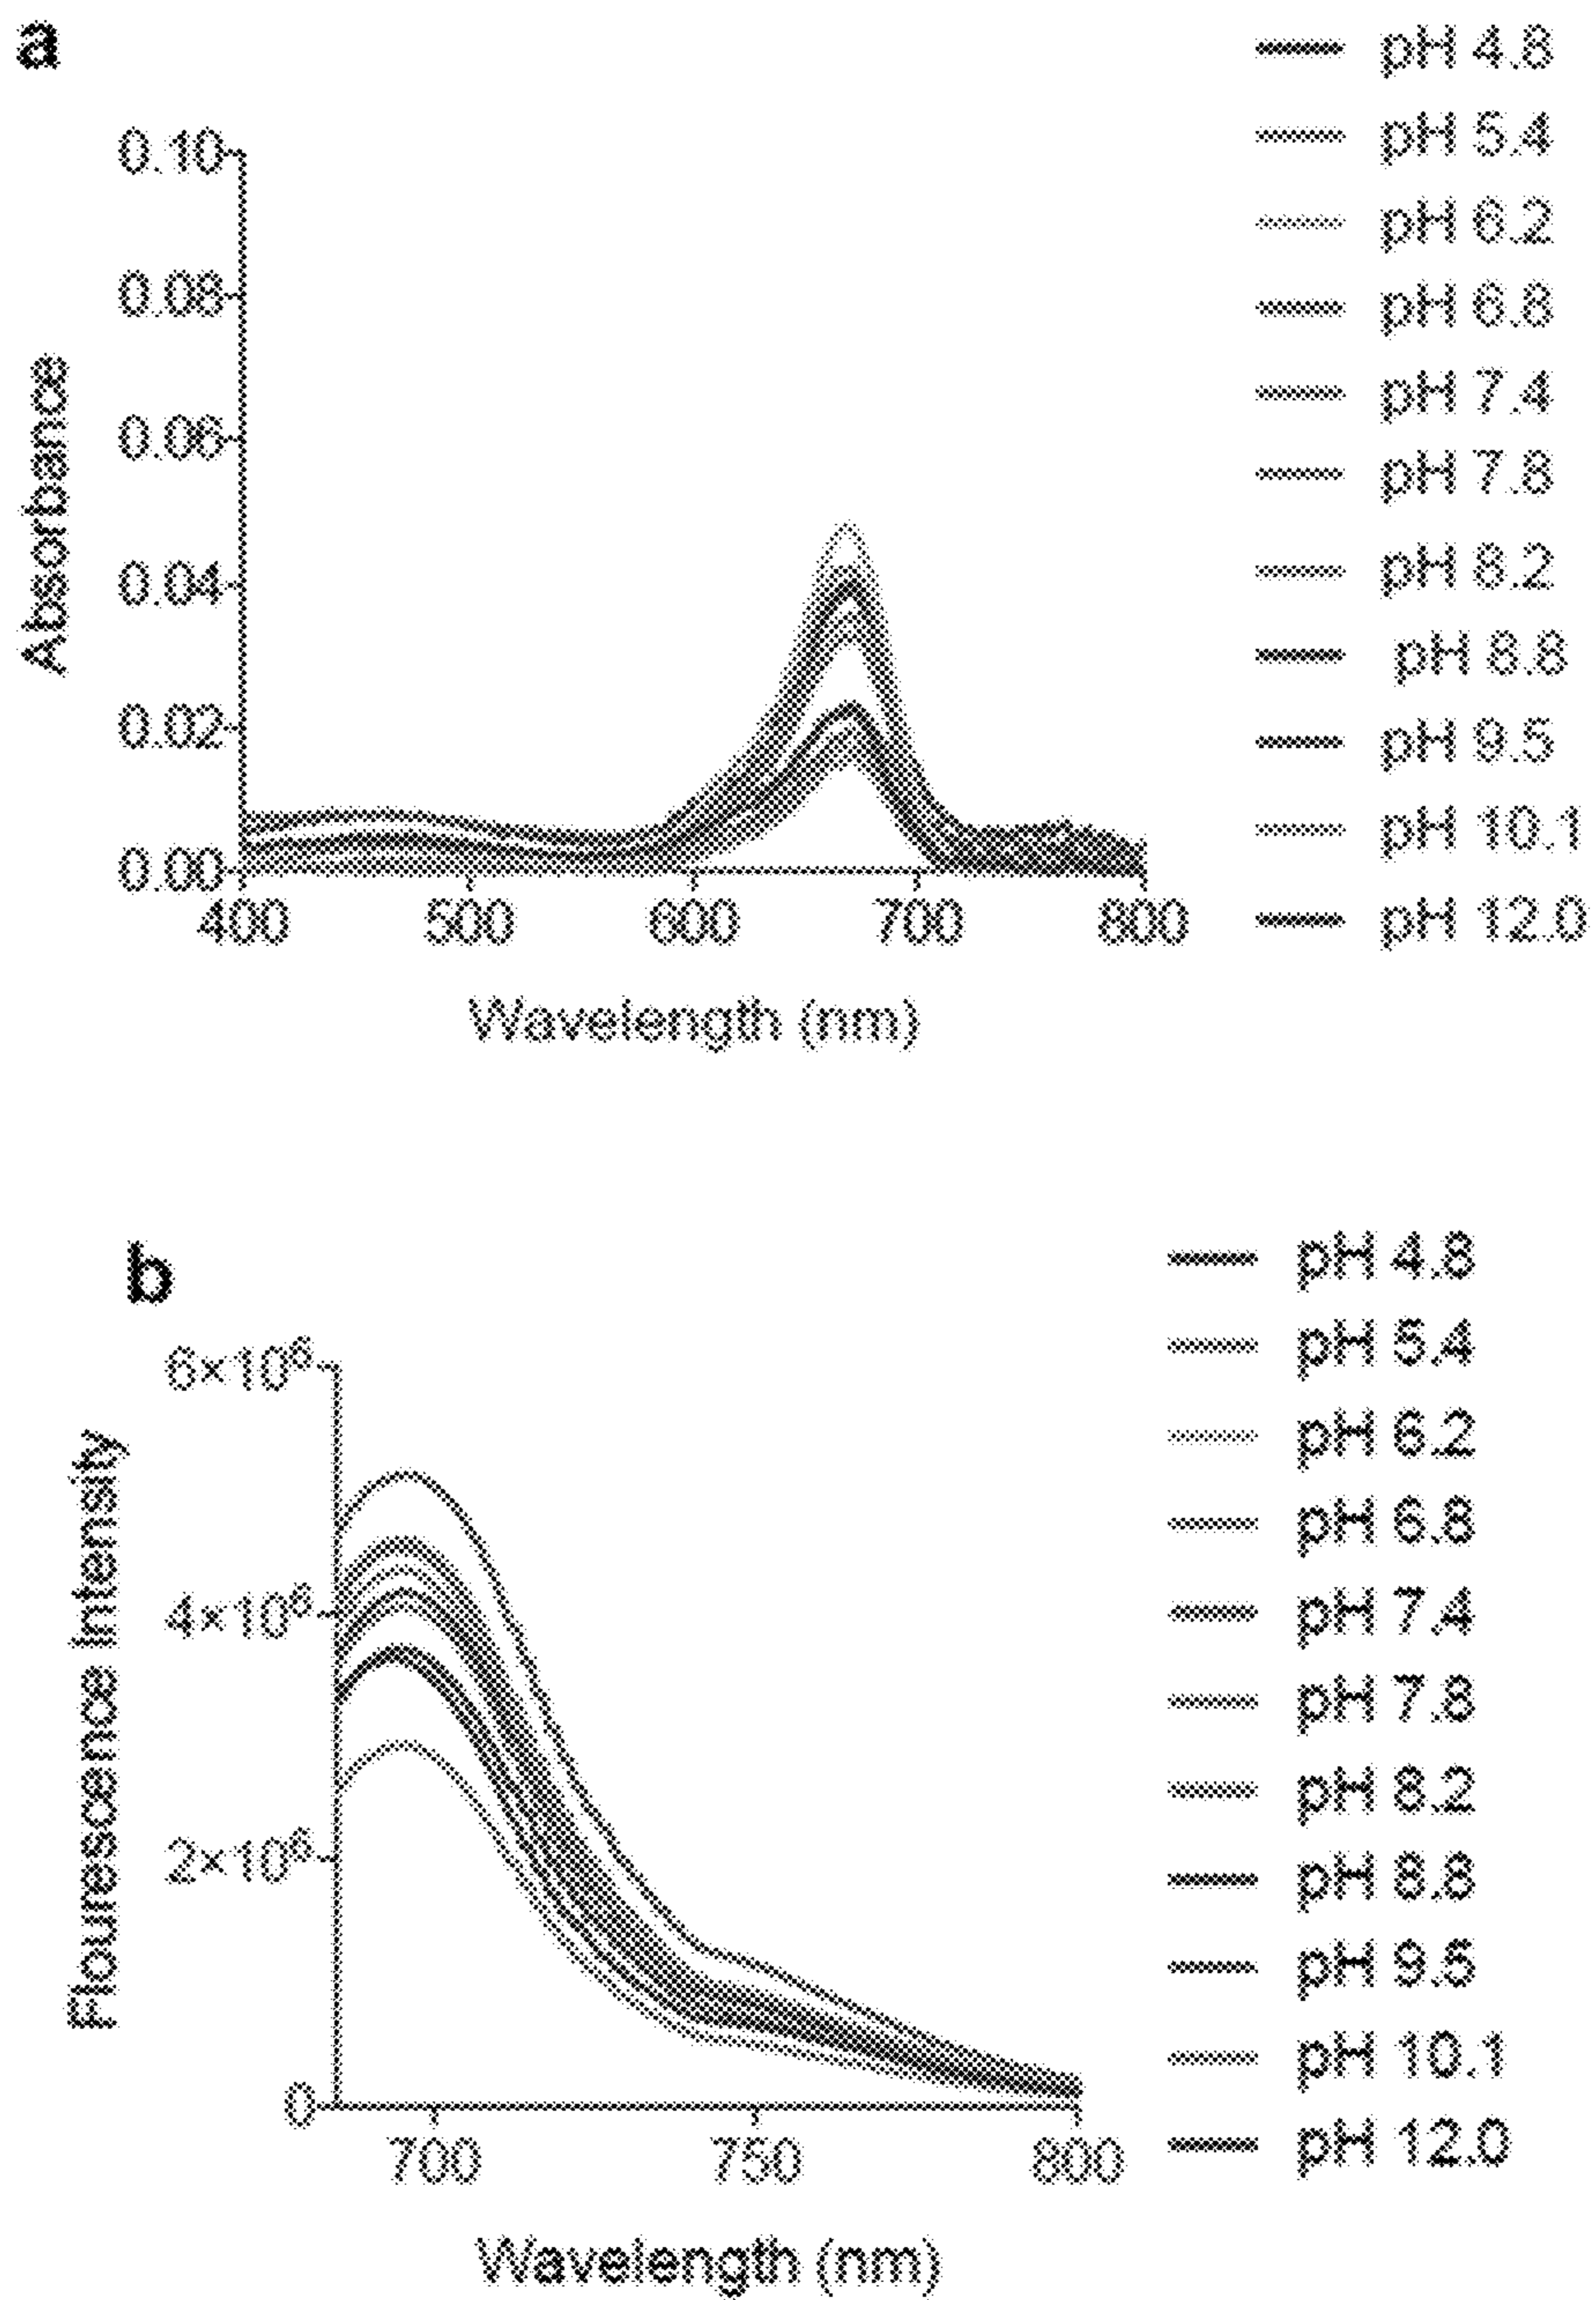 a
pH 4.8
pH 5.4
pH 6.2
pH 6.8
pH 7.4
pH 7.8
pH 8.2
pH 8.8
pH 9.5
pH 10.1
pH 12.0
Absorbance
0.10
0.08
0.06
0.04
0.02
0.00
400 500 600 700 800
Wavelength (nm)
b
pH 4.8
pH 5.4
pH 6.2
pH 6.8
pH 7.4
pH 7.8
pH 8.2
pH 8.8
pH 9.5
pH 10.1
pH 12.0
Flourescence Intensity
6×10⁶
4×10⁶
2×10⁶
0
700 750 800
Wavelength (nm)